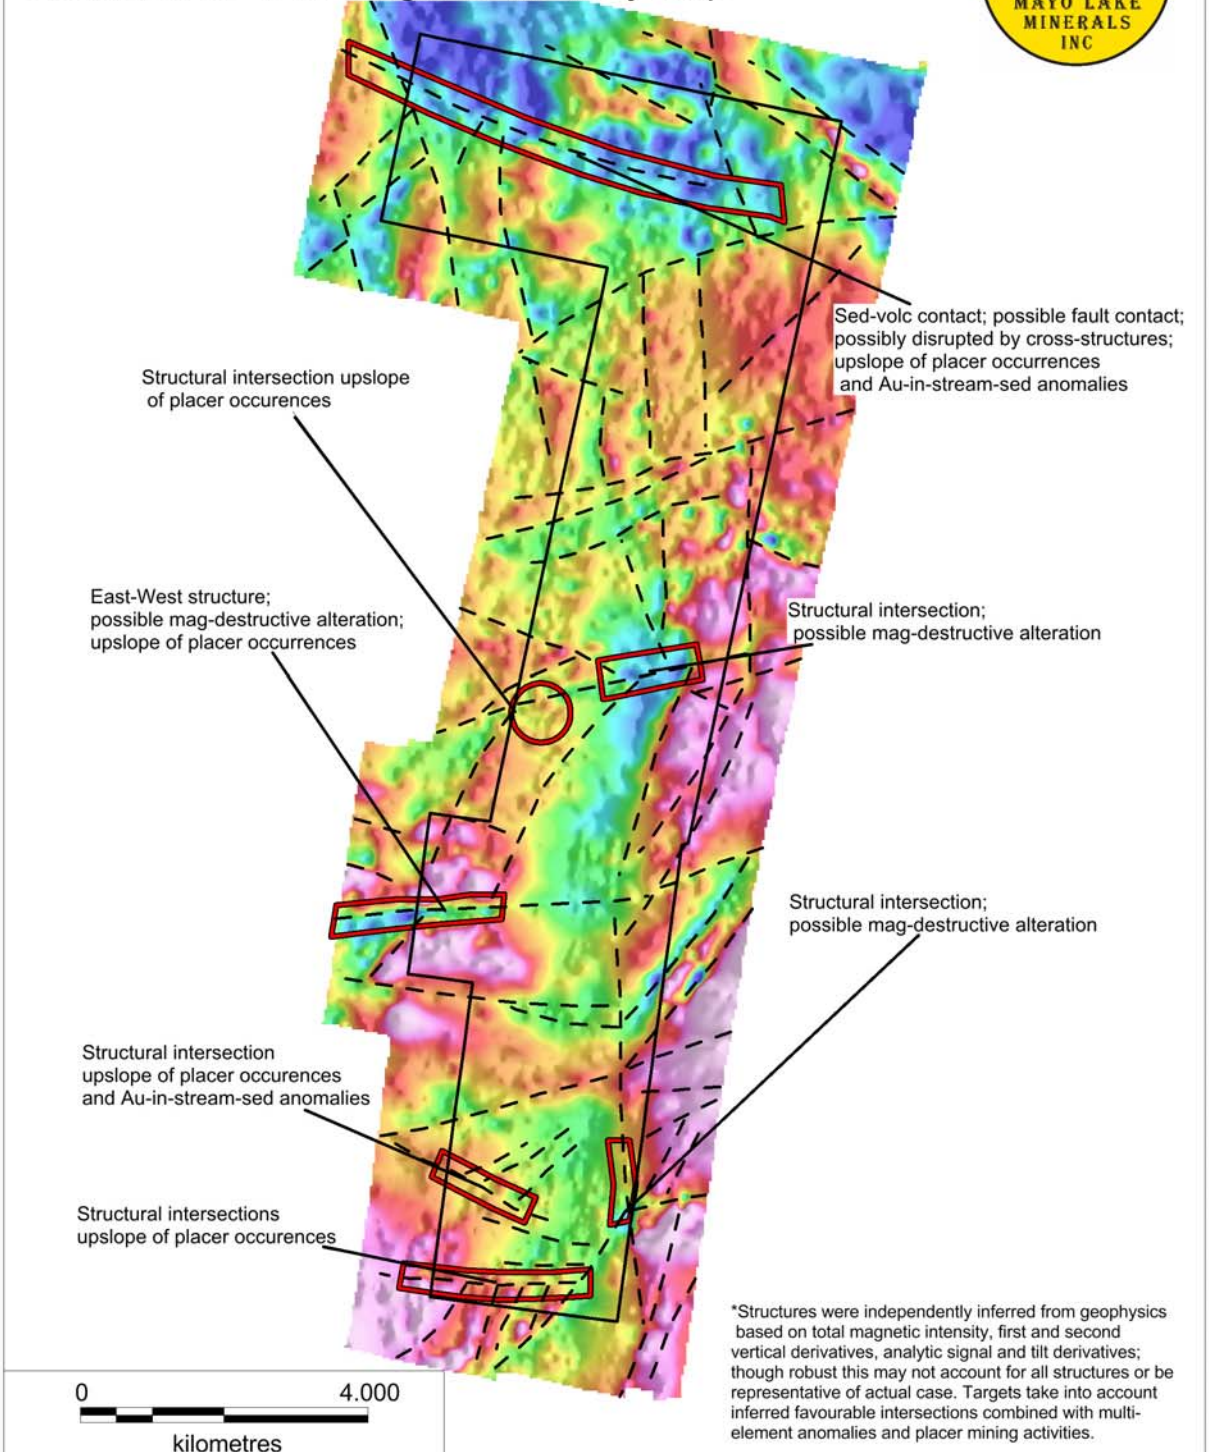 MAYO LAKE
MINERALS
INC
Sed-volc contact; possible fault contact;
possibly disrupted by cross-structures;
upslope of placer occurrences
and Au-in-stream-sed anomalies
Structural intersection upslope
of placer occurences
East-West structure;
possible mag-destructive alteration;
upslope of placer occurrences
Structural intersection;
possible mag-destructive alteration
Structural intersection;
possible mag-destructive alteration
Structural intersection
upslope of placer occurences
and Au-in-stream-sed anomalies
Structural intersections
upslope of placer occurences
*Structures were independently inferred from geophysics
based on total magnetic intensity, first and second
vertical derivatives, analytic signal and tilt derivatives;
though robust this may not account for all structures or be
representative of actual case. Targets take into account
inferred favourable intersections combined with multi-
element anomalies and placer mining activities.
0 4.000
kilometres